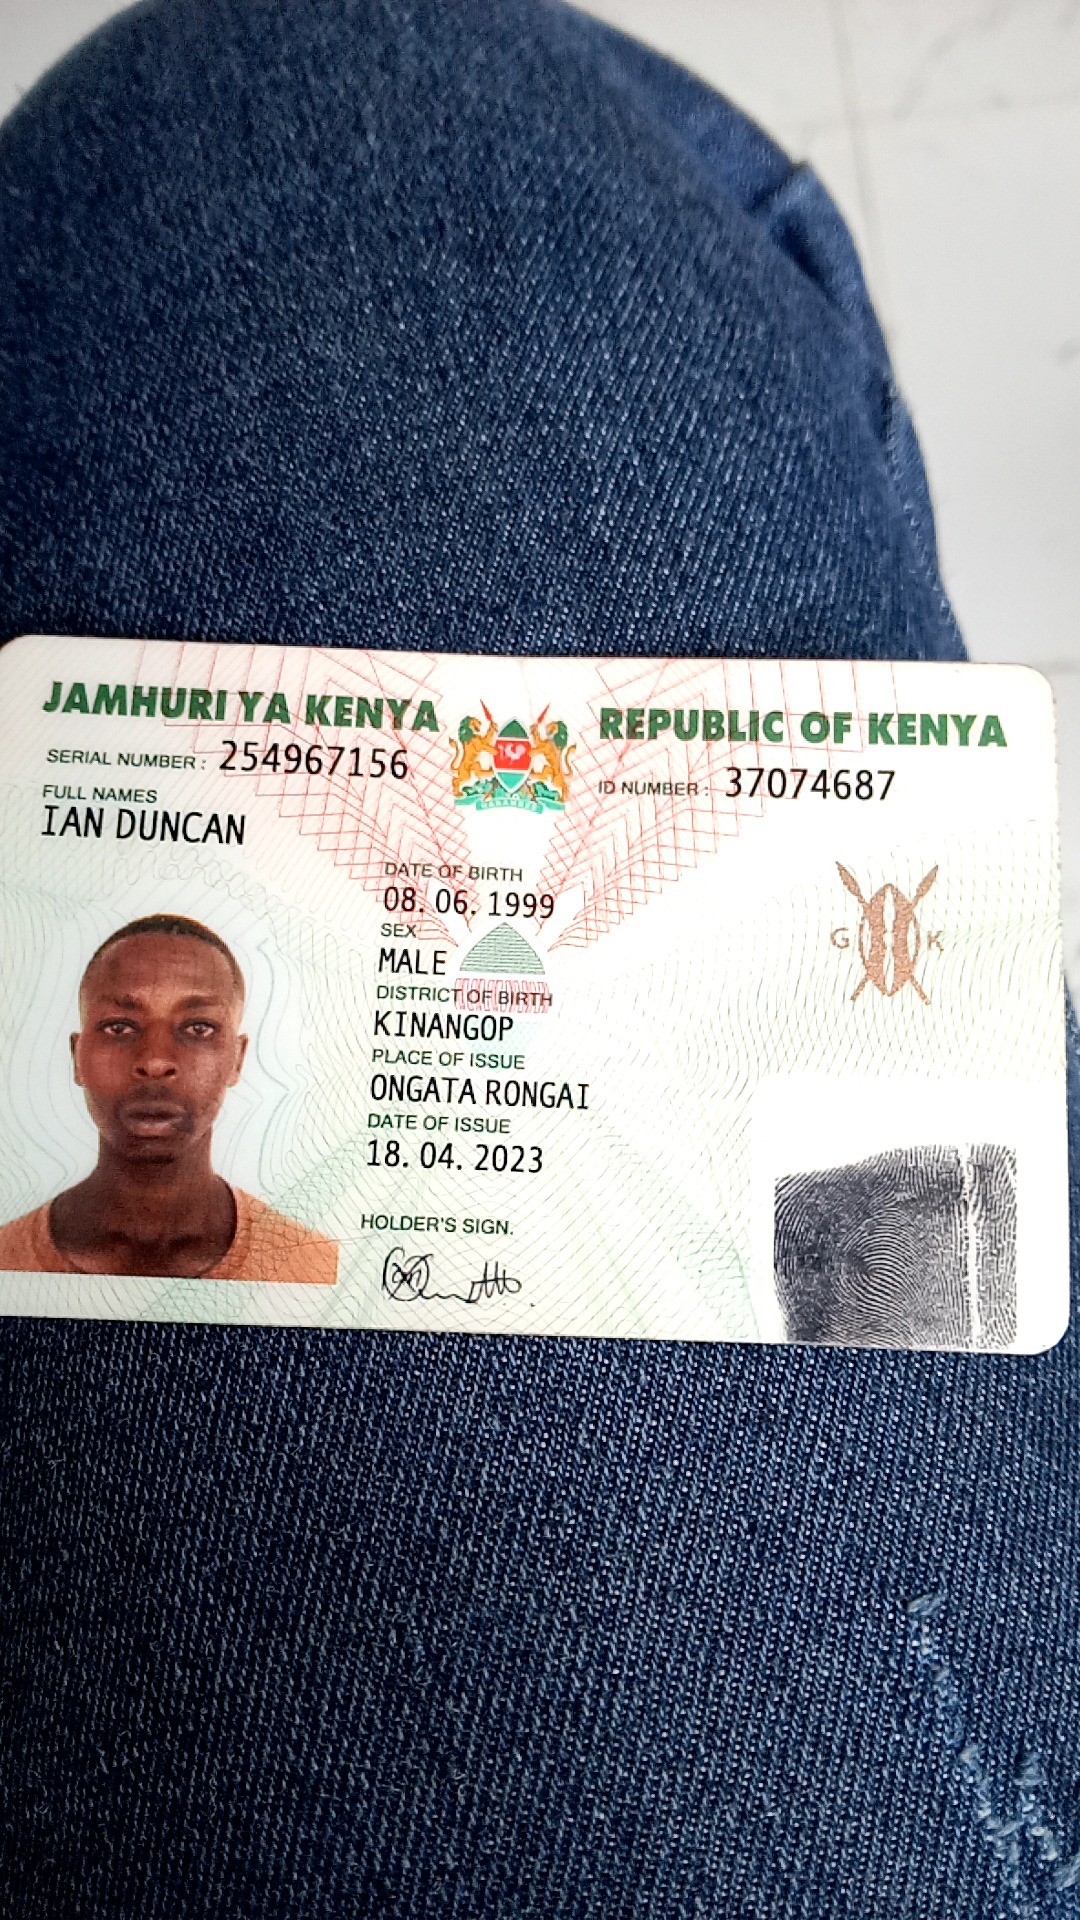 JAMHURI YA KENYA
REPUBLIC OF KENYA
SERIAL NUMBER : 254967156
ID NUMBER : 37074687
FULL NAMES
IAN DUNCAN
DATE OF BIRTH
08. 06. 1999
SEX
MALE
DISTRICT OF BIRTH
KINANGOP
PLACE OF ISSUE
ONGATA RONGAI
DATE OF ISSUE
18. 04. 2023
HOLDER'S SIGN.
G K
HARAMBEE